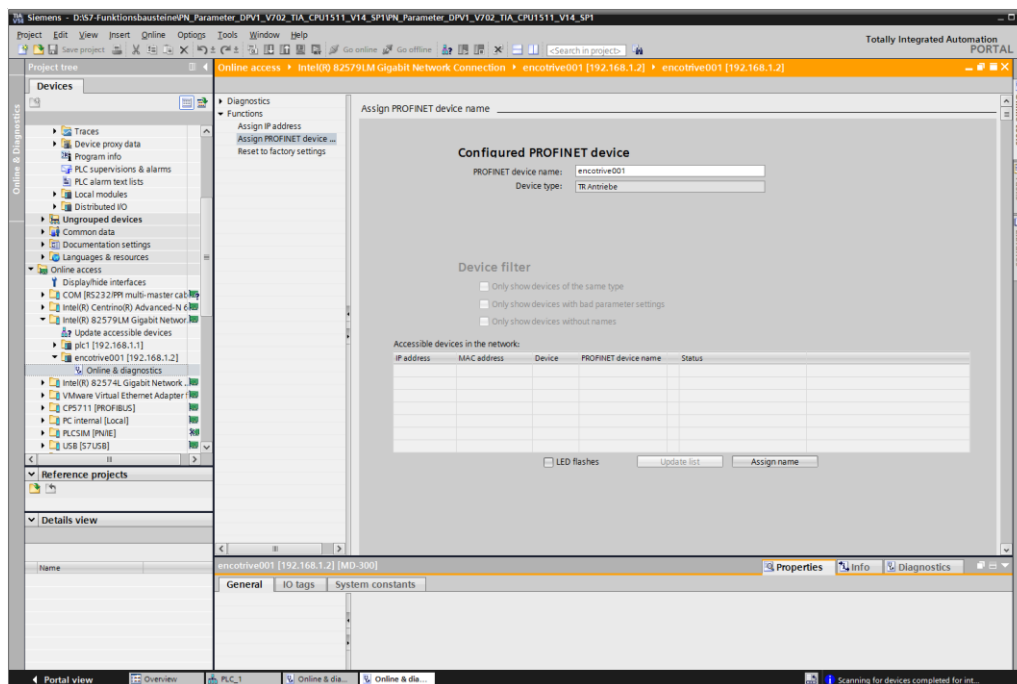 Siemens - D:\S7-Funktionsbausteine\PN_Parameter_DPV1_V702_TIA_CPU1511_V14_SP1\PN_Parameter_DPV1_V702_TIA_CPU1511_V14_SP1
Project Edit View Insert Online Options Tools Window Help
Totally Integrated Automation
PORTAL
Save project
Go online
Go offline
<Search in project>
Project tree
Online access
Intel(R) 82579LM Gigabit Network Connection
encotrive001 [192.168.1.2]
encotrive001 [192.168.1.2]
Devices
Online & Diagnostics
Traces
Device proxy data
Program info
PLC supervisions & alarms
PLC alarm text lists
Local modules
Distributed I/O
Ungrouped devices
Common data
Documentation settings
Languages & resources
Online access
Display/hide interfaces
COM [RS232/PPI multi-master cab
Intel(R) Centrino(R) Advanced-N 6
Intel(R) 82579LM Gigabit Networ
Update accessible devices
plc1 [192.168.1.1]
encotrive001 [192.168.1.2]
Online & diagnostics
Intel(R) 82574L Gigabit Network ..
VMware Virtual Ethernet Adapter f
CP5711 [PROFIBUS]
PC internal [Local]
PLCSIM [PN/IE]
USB [S7USB]
Reference projects
Details view
Name
Diagnostics
Functions
Assign IP address
Assign PROFINET device ...
Reset to factory settings
Assign PROFINET device name
Configured PROFINET device
PROFINET device name: encotrive001
Device type: TR Antriebe
Device filter
Only show devices of the same type
Only show devices with bad parameter settings
Only show devices without names
Accessible devices in the network:
IP address MAC address Device PROFINET device name Status
LED flashes
Update list
Assign name
encotrive001 [192.168.1.2] [MD-300]
Properties
Info
Diagnostics
General
IO tags
System constants
Portal view
Overview
PLC_1
Online & dia...
Online & dia...
Scanning for devices completed for int...